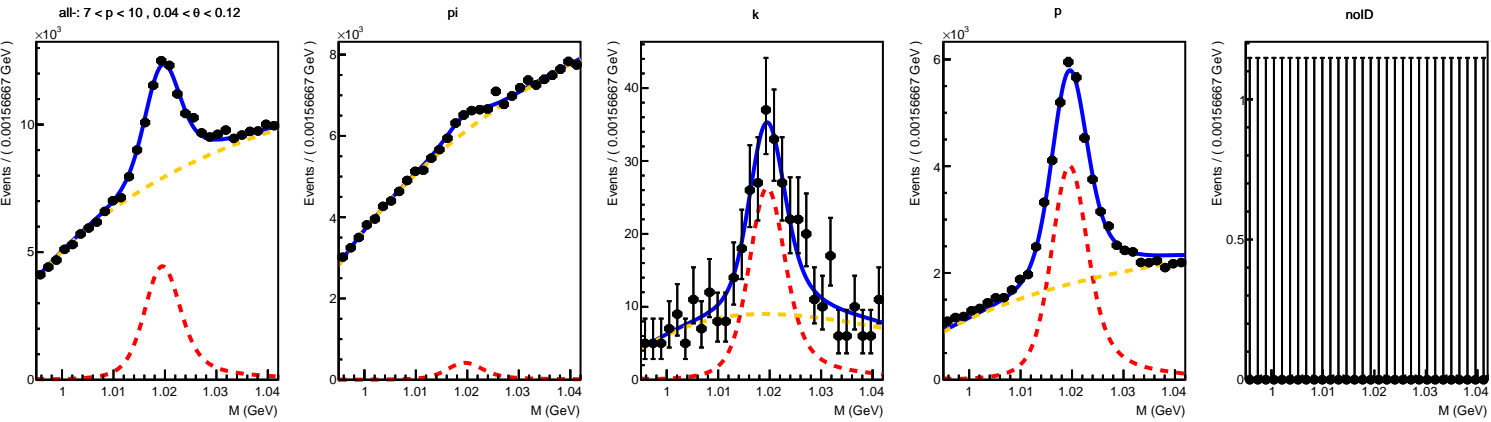 all-: 7 < p < 10 , 0.04 < θ < 0.12
×10³
Events / ( 0.00156667 GeV )
10
5
0
1 1.01 1.02 1.03 1.04
M (GeV)
pi
×10³
Events / ( 0.00156667 GeV )
8
6
4
2
0
1 1.01 1.02 1.03 1.04
M (GeV)
k
Events / ( 0.00156667 GeV )
40
30
20
10
0
1 1.01 1.02 1.03 1.04
M (GeV)
p
×10³
Events / ( 0.00156667 GeV )
6
4
2
0
1 1.01 1.02 1.03 1.04
M (GeV)
noID
Events / ( 0.00156667 GeV )
1
0.5
0
1 1.01 1.02 1.03 1.04
M (GeV)